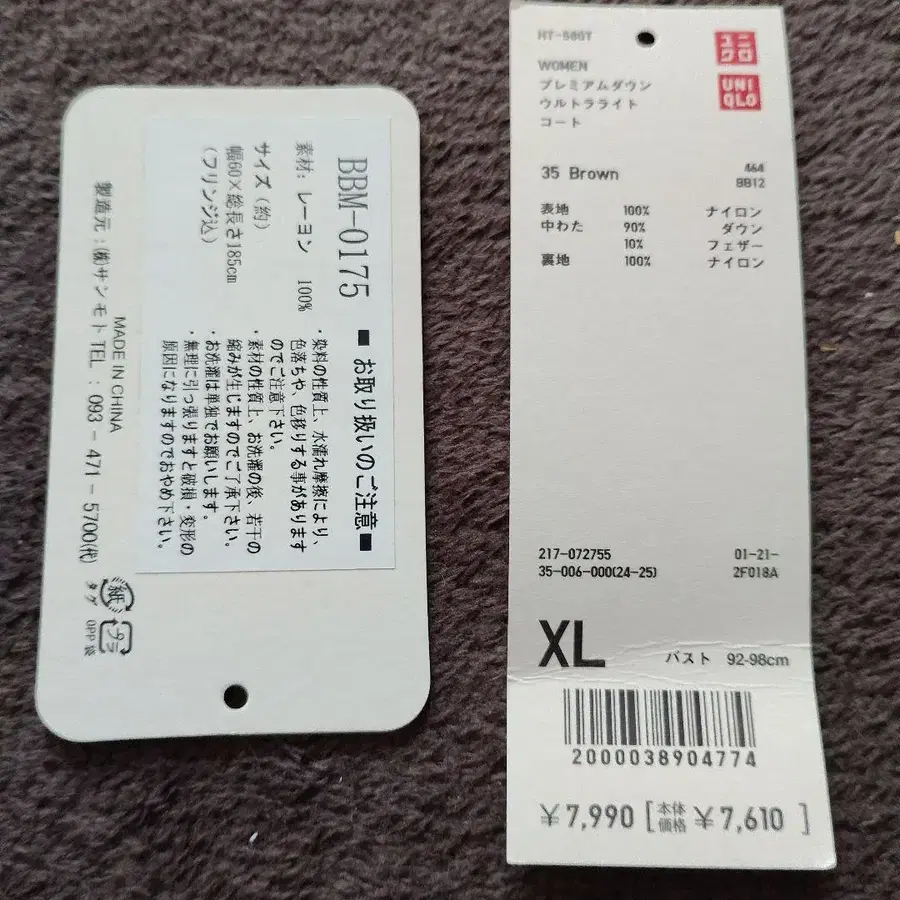 BBM-0175
素材: レーヨン 100%
サイズ(約)
幅60×総長さ185cm
(フリンジ込)
■ お取り扱いのご注意■
・染料の性質上、水濡れ摩擦により、
色落ちや、色移りする事があります
のでご注意下さい。
・素材の性質上、お洗濯の後、若干の
縮みが生じますのでご了承下さい。
・お洗濯は単独でお願いします。
・無理に引っ張りますと破損・変形の
原因になりますのでおやめ下さい。
MADE IN CHINA
製造元:(株)サンモト TEL : 093-471-5700(代)
紙
タグ
プラ
OPP袋
ユニ
クロ
UNI
QLO
WOMEN
プレミアムダウン
ウルトラライト
コート
35 Brown
464
BB12
表地 100% ナイロン
中わた 90% ダウン
10% フェザー
裏地 100% ナイロン
217-072755 01-21-
35-006-000(24-25) 2F018A
XL バスト 92-98cm
2000038904774
¥7,990 [本体価格 ¥7,610 ]